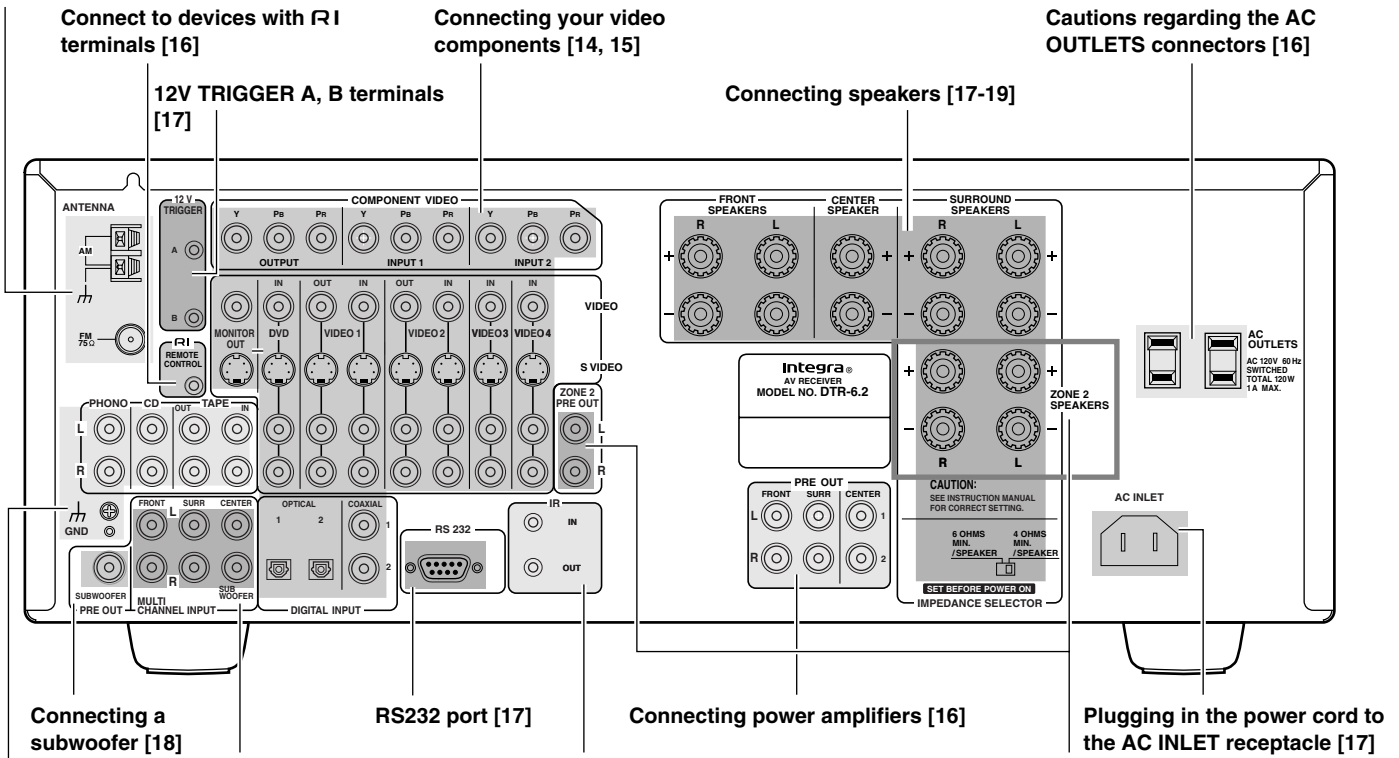 Connect to devices with RI
terminals [16]
Connecting your video
components [14, 15]
Cautions regarding the AC
OUTLETS connectors [16]
12V TRIGGER A, B terminals
[17]
Connecting speakers [17-19]
ANTENNA
AM
FM
75Ω
12 V
TRIGGER
A
B
RI
REMOTE
CONTROL
COMPONENT VIDEO
Y PB PR Y PB PR Y PB PR
OUTPUT INPUT 1 INPUT 2
IN OUT IN OUT IN IN IN
VIDEO
MONITOR
OUT
DVD VIDEO 1 VIDEO 2 VIDEO 3 VIDEO 4
S VIDEO
ZONE 2
PRE OUT
L
R
PHONO CD OUT TAPE IN
L
R
GND
FRONT SURR CENTER
L
R
SUBWOOFER
PRE OUT
MULTI
CHANNEL INPUT
SUB
WOOFER
OPTICAL COAXIAL
1 2 1
2
DIGITAL INPUT
RS 232
IR
IN
OUT
FRONT
SPEAKERS
CENTER
SPEAKER
SURROUND
SPEAKERS
R L R L
+ + + +
– – – –
Integra®
AV RECEIVER
MODEL NO. DTR-6.2
+ +
– –
R L
ZONE 2
SPEAKERS
PRE OUT
FRONT SURR CENTER
L 1
R 2
CAUTION:
SEE INSTRUCTION MANUAL
FOR CORRECT SETTING.
6 OHMS
MIN.
/SPEAKER
4 OHMS
MIN.
/SPEAKER
SET BEFORE POWER ON
IMPEDANCE SELECTOR
AC
OUTLETS
AC 120V 60 Hz
SWITCHED
TOTAL 120W
1 A MAX.
AC INLET
Connecting a
subwoofer [18]
RS232 port [17]
Connecting power amplifiers [16]
Plugging in the power cord to
the AC INLET receptacle [17]